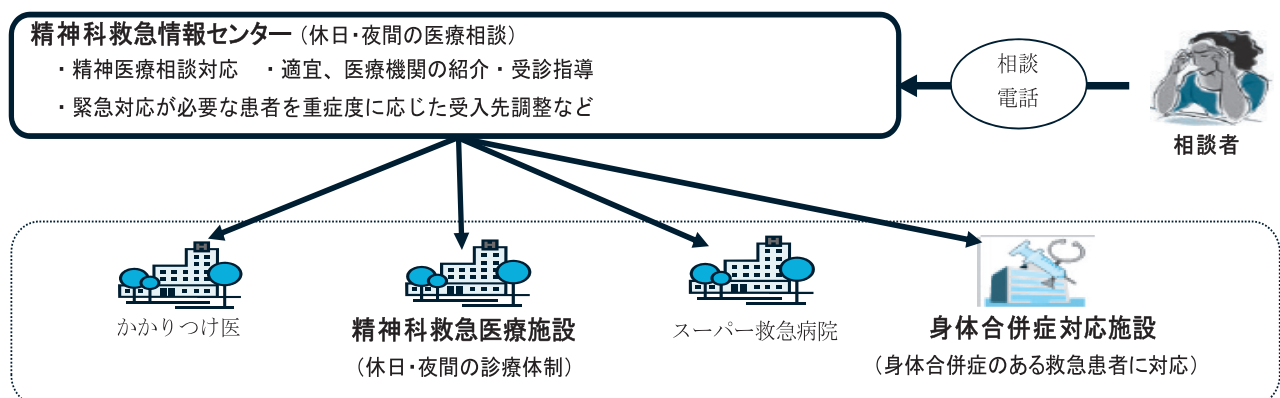 精神科救急情報センター（休日・夜間の医療相談）
・精神医療相談対応　・適宜、医療機関の紹介・受診指導
・緊急対応が必要な患者を重症度に応じた受入先調整など
相談
電話
相談者
H
H
H
かかりつけ医
精神科救急医療施設
（休日・夜間の診療体制）
スーパー救急病院
身体合併症対応施設
（身体合併症のある救急患者に対応）